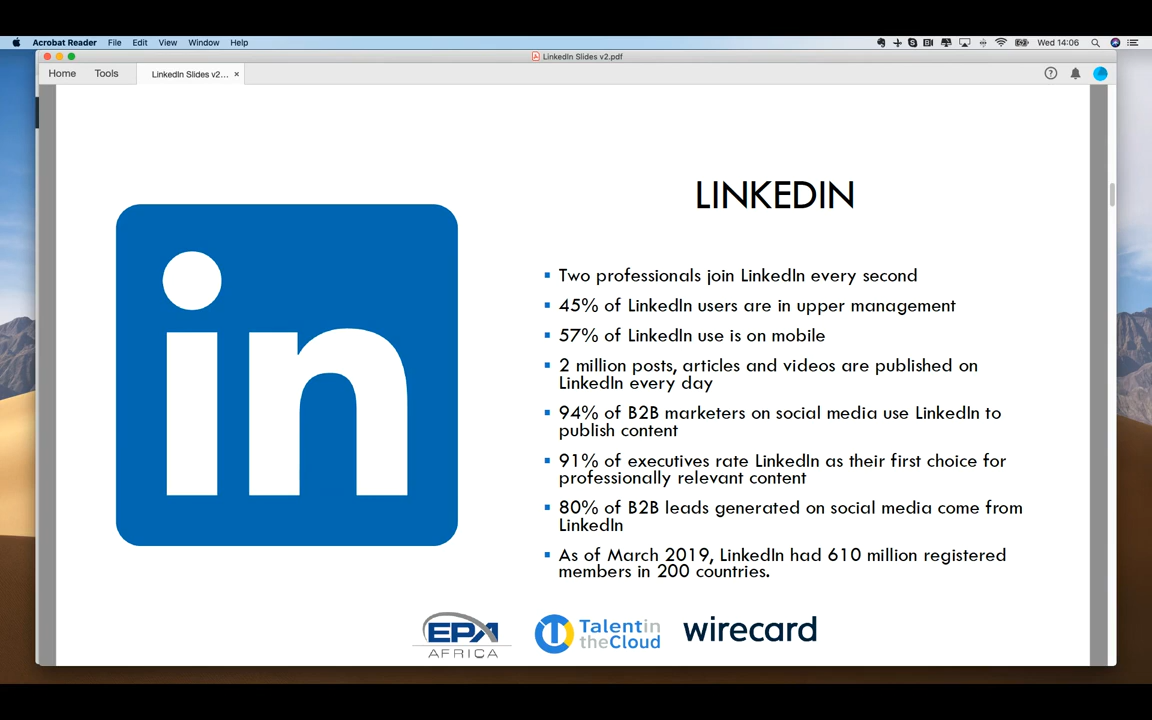 Acrobat Reader File Edit View Window Help Wed 14:06
LinkedIn Slides v2.pdf
Home Tools LinkedIn Slides v2... ×
in
LINKEDIN
▪ Two professionals join LinkedIn every second
▪ 45% of LinkedIn users are in upper management
▪ 57% of LinkedIn use is on mobile
▪ 2 million posts, articles and videos are published on
LinkedIn every day
▪ 94% of B2B marketers on social media use LinkedIn to
publish content
▪ 91% of executives rate LinkedIn as their first choice for
professionally relevant content
▪ 80% of B2B leads generated on social media come from
LinkedIn
▪ As of March 2019, LinkedIn had 610 million registered
members in 200 countries.
EPA
AFRICA
Talentin
theCloud
wirecard